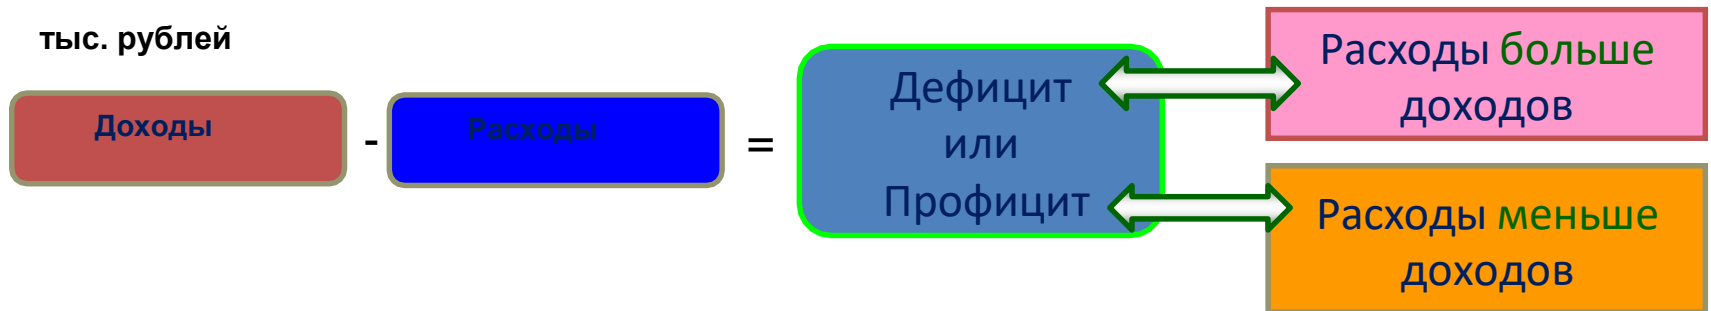 тыс. рублей
Доходы
-
Расходы
=
Дефицит
или
Профицит
Расходы больше
доходов
Расходы меньше
доходов